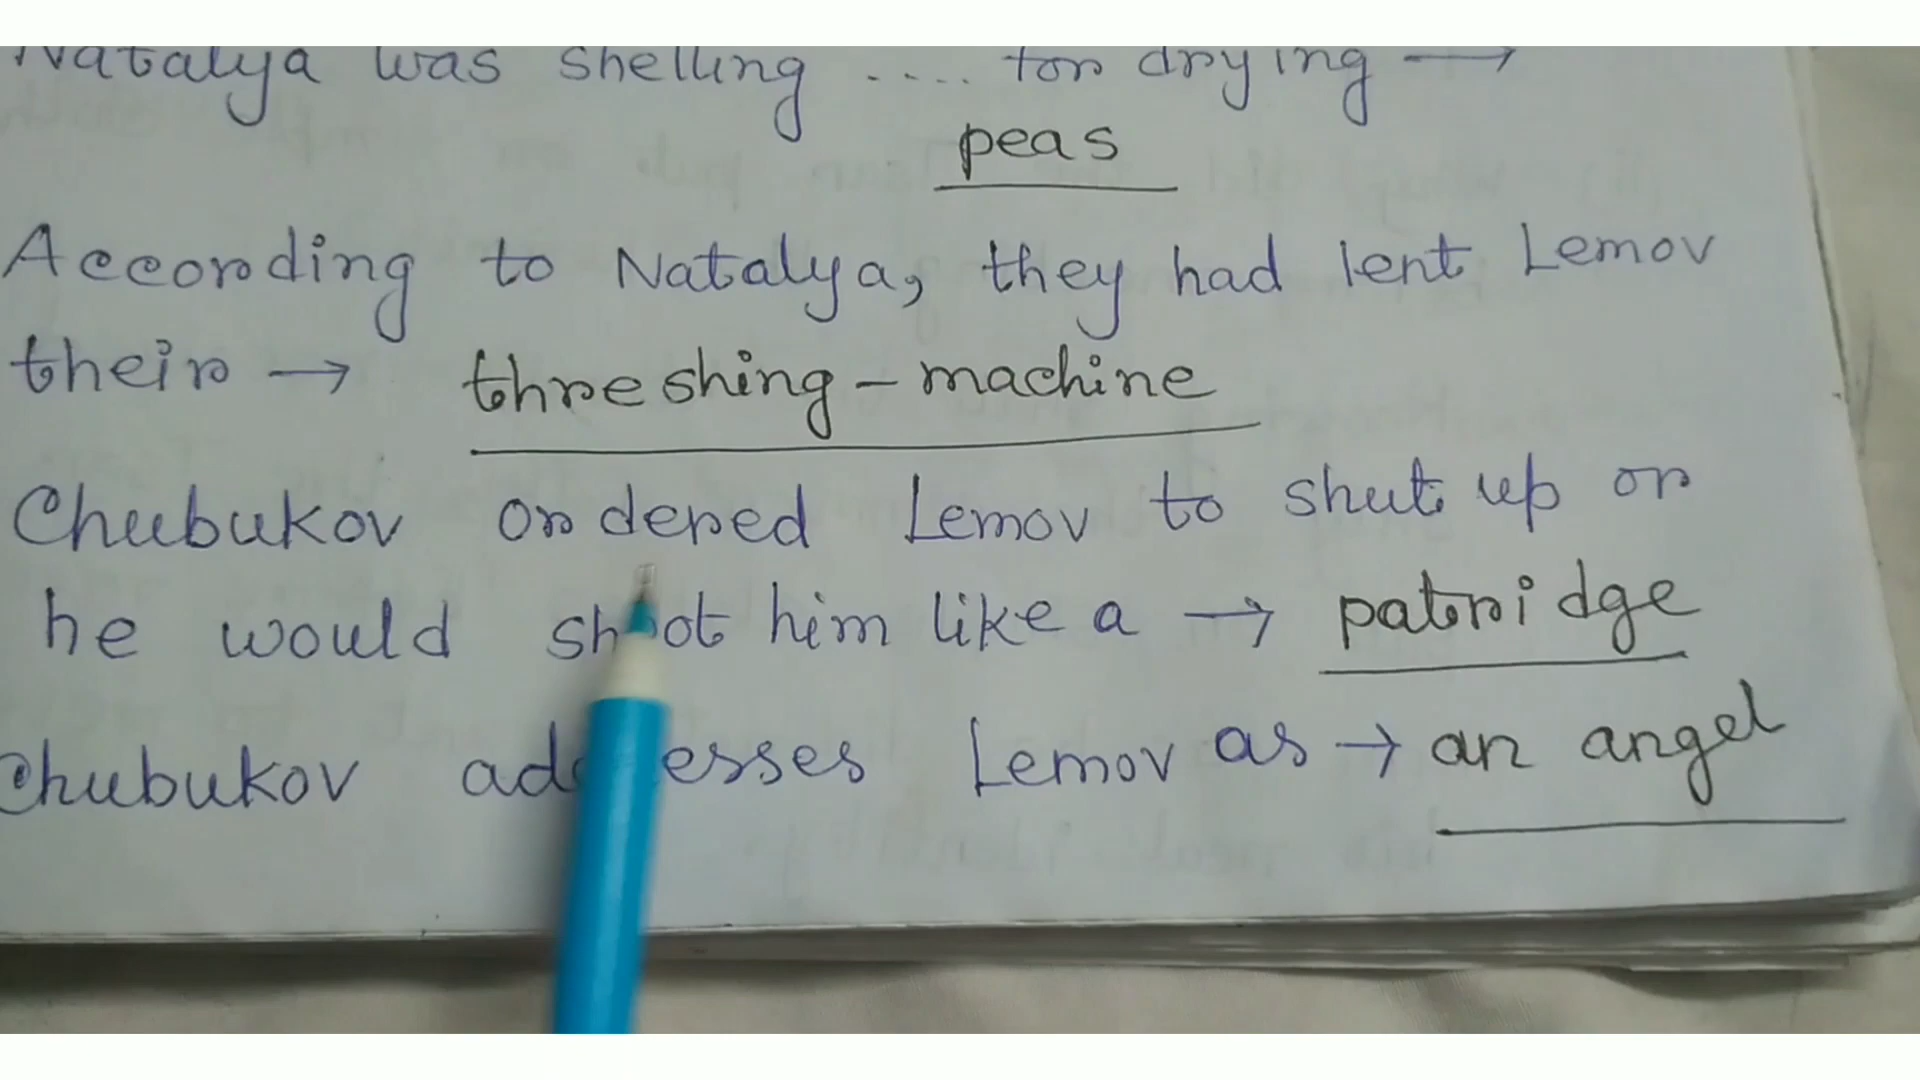 Natalya was shelling .... for drying →
peas
According to Natalya, they had lent Lemov
their → threshing - machine
Chubukov ordered Lemov to shut up or
he would shoot him like a → patridge
Chubukov addresses Lemov as → an angel